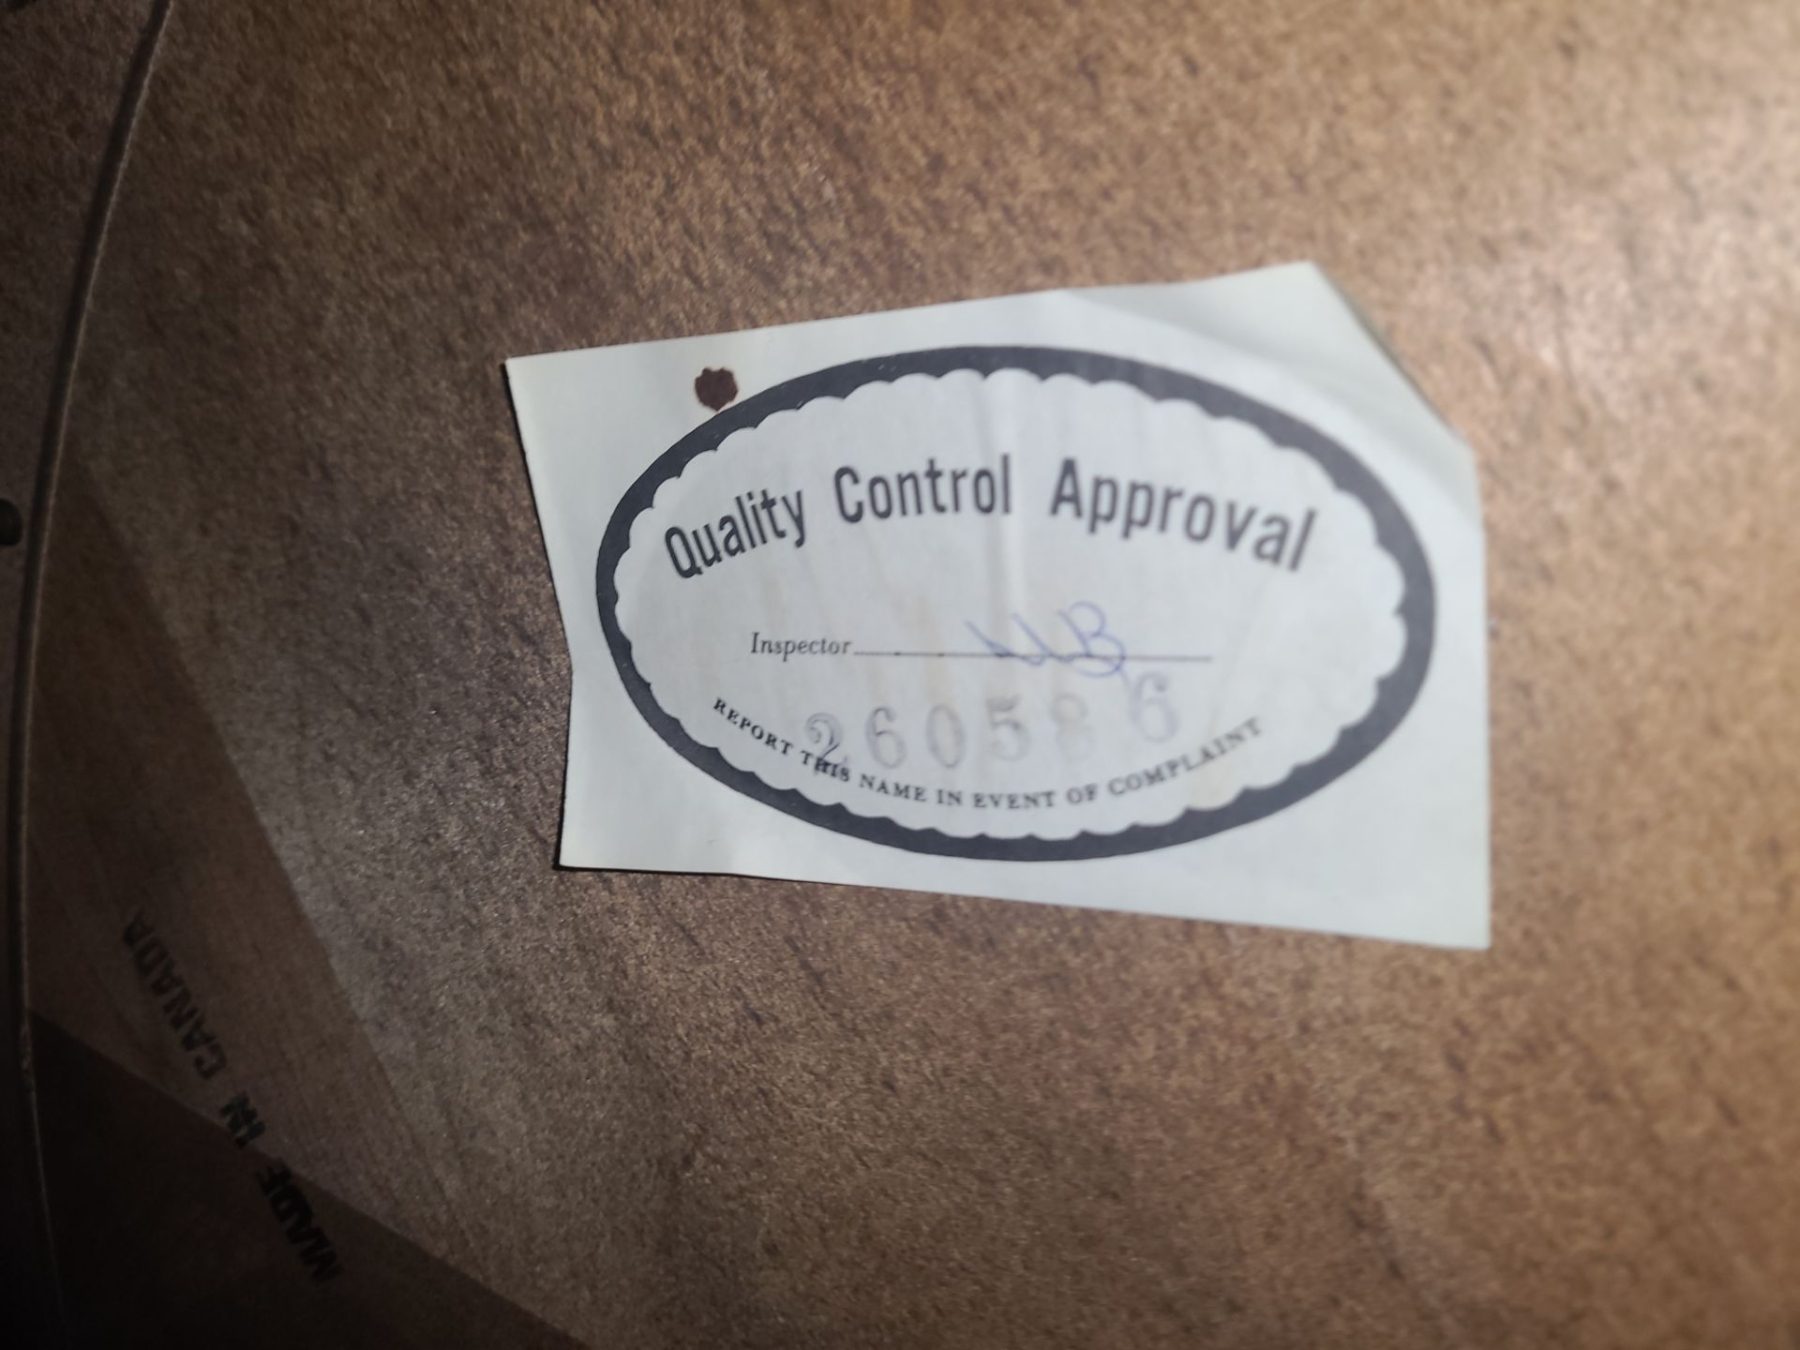 Quality Control Approval
Inspector
260586
REPORT THIS NAME IN EVENT OF COMPLAINT
MADE IN CANADA